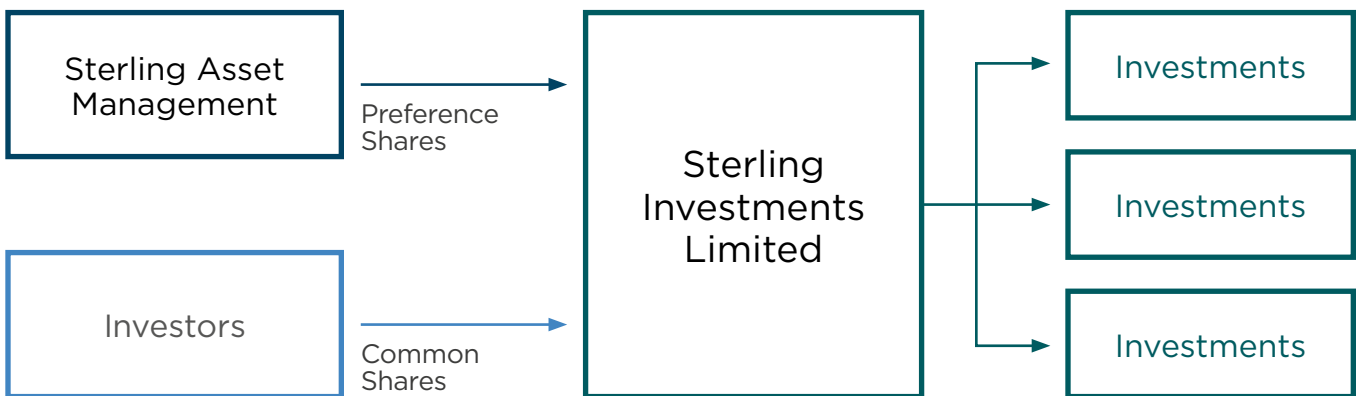 Sterling Asset
Management
Preference
Shares
Investors
Common
Shares
Sterling
Investments
Limited
Investments
Investments
Investments